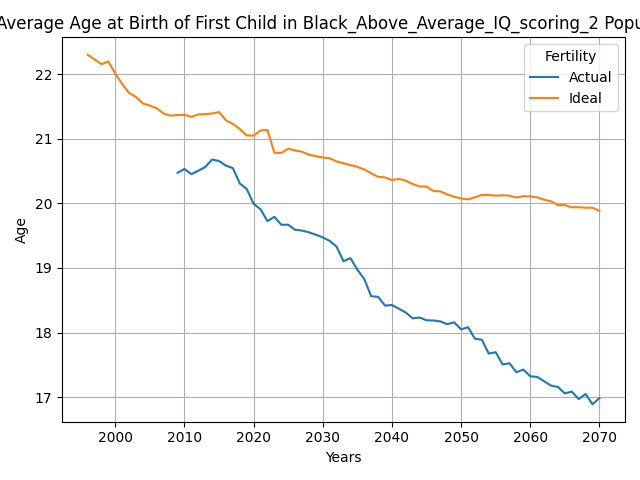 Average Age at Birth of First Child in Black_Above_Average_IQ_scoring_2 Popu
Fertility
Actual
Ideal
22
21
20
19
18
17
Age
2000 2010 2020 2030 2040 2050 2060 2070
Years